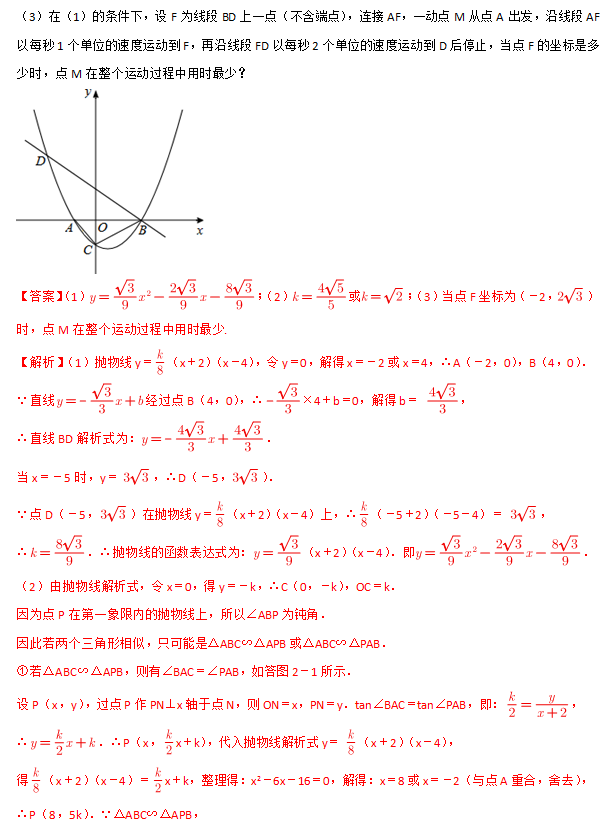 （3）在（1）的条件下，设 F 为线段 BD 上一点（不含端点），连接 AF，一动点 M 从点 A 出发，沿线段 AF
以每秒 1 个单位的速度运动到 F，再沿线段 FD 以每秒 2 个单位的速度运动到 D 后停止，当点 F 的坐标是多
少时，点 M 在整个运动过程中用时最少？
y
D
A O B x
C
【答案】（1）y=√3/9 x²-2√3/9 x-8√3/9；（2）k=4√5/5 或k=√2；（3）当点 F 坐标为（-2，2√3）
时，点 M 在整个运动过程中用时最少.
【解析】（1）抛物线 y=k/8（x+2）（x-4），令 y=0，解得 x=-2 或 x=4，∴A（-2，0），B（4，0）.
∵直线y=-√3/3 x+b经过点 B（4，0），∴-√3/3×4+b=0，解得 b= 4√3/3，
∴直线 BD 解析式为：y=-4√3/3 x+4√3/3.
当 x=-5 时，y= 3√3，∴D（-5，3√3）.
∵点 D（-5，3√3）在抛物线 y=k/8（x+2）（x-4）上，∴k/8（-5+2）（-5-4）= 3√3，
∴k=8√3/9.∴抛物线的函数表达式为：y=√3/9（x+2）（x-4）.即y=√3/9 x²-2√3/9 x-8√3/9.
（2）由抛物线解析式，令 x=0，得 y=-k，∴C（0，-k），OC=k.
因为点 P 在第一象限内的抛物线上，所以∠ABP 为钝角.
因此若两个三角形相似，只可能是△ABC∽△APB 或△ABC∽△PAB.
①若△ABC∽△APB，则有∠BAC=∠PAB，如答图 2-1 所示.
设 P（x，y），过点 P 作 PN⊥x 轴于点 N，则 ON=x，PN=y．tan∠BAC=tan∠PAB，即：k/2=y/(x+2)，
∴y=k/2 x+k.∴P（x，k/2 x+k），代入抛物线解析式 y= k/8（x+2）（x-4），
得k/8（x+2）（x-4）=k/2 x+k，整理得：x²-6x-16=0，解得：x=8 或 x=-2（与点 A 重合，舍去），
∴P（8，5k）.∵△ABC∽△APB，